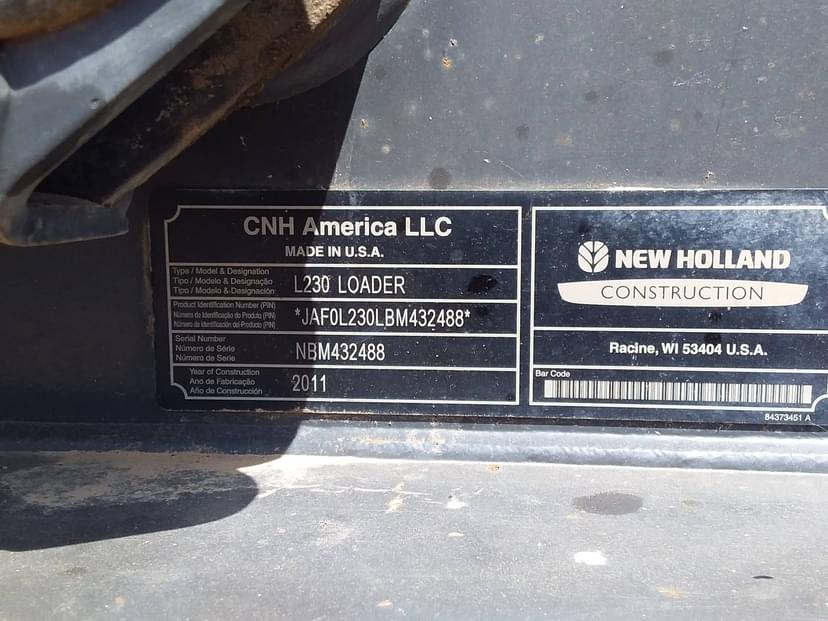 CNH America LLC
MADE IN U.S.A.
Type / Model & Designation
Tipo / Modelo & Designação
Tipo / Modelo & Designación
L230 LOADER
Product Identification Number (PIN)
Número da Identificação do Produto (PIN)
Número de Identificación del Producto (PIN)
*JAF0L230LBM432488*
Serial Number
Número de Série
Número de Serie
NBM432488
Year of Construction
Ano de Fabricação
Año de Construcción
2011
NEW HOLLAND
CONSTRUCTION
Racine, WI 53404 U.S.A.
Bar Code
84373451 A